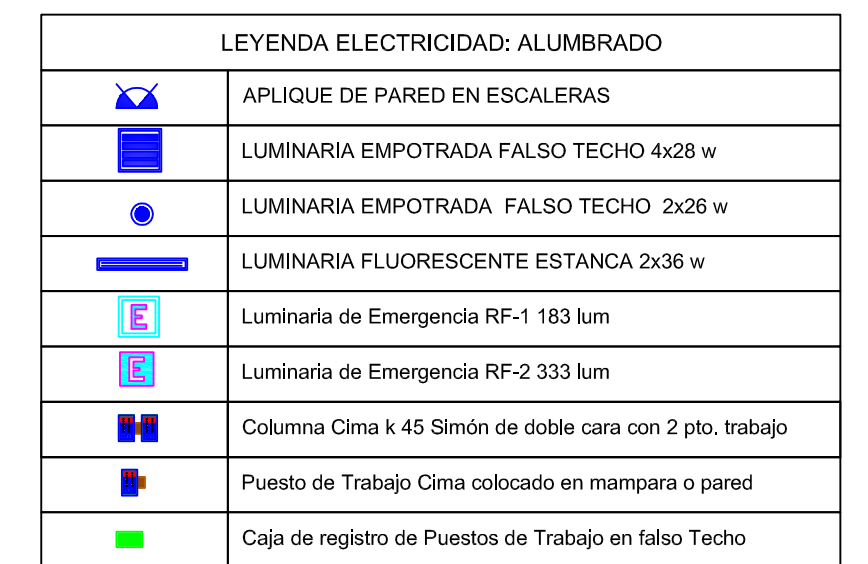 LEYENDA ELECTRICIDAD: ALUMBRADO
APLIQUE DE PARED EN ESCALERAS
LUMINARIA EMPOTRADA FALSO TECHO 4x28 w
LUMINARIA EMPOTRADA FALSO TECHO 2x26 w
LUMINARIA FLUORESCENTE ESTANCA 2x36 w
E Luminaria de Emergencia RF-1 183 lum
E Luminaria de Emergencia RF-2 333 lum
Columna Cima k 45 Simón de doble cara con 2 pto. trabajo
Puesto de Trabajo Cima colocado en mampara o pared
Caja de registro de Puestos de Trabajo en falso Techo